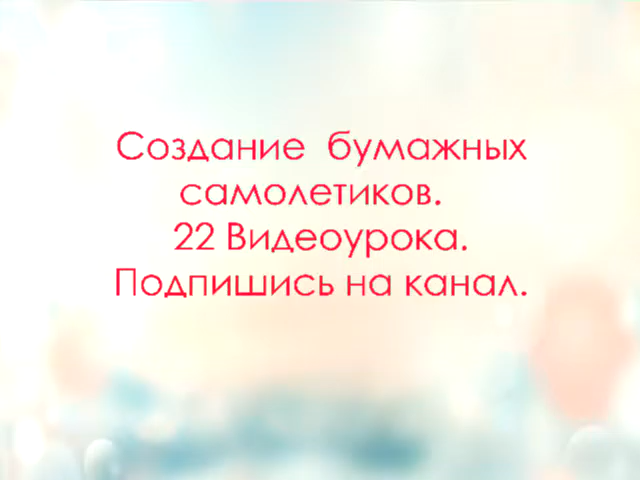 Создание бумажных
самолетиков.
22 Видеоурока.
Подпишись на канал.